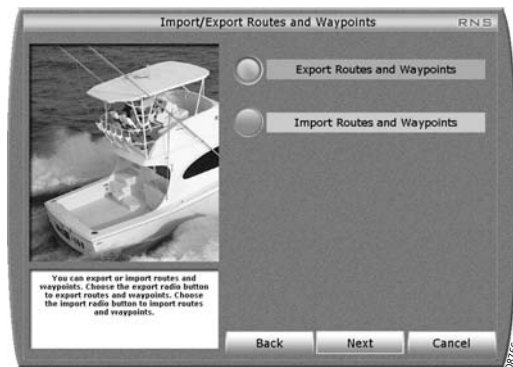 Import/Export Routes and Waypoints
RNS
Export Routes and Waypoints
Import Routes and Waypoints
You can export or import routes and
waypoints. Choose the export radio button
to export routes and waypoints. Choose
the import radio button to import routes
and waypoints.
Back
Next
Cancel